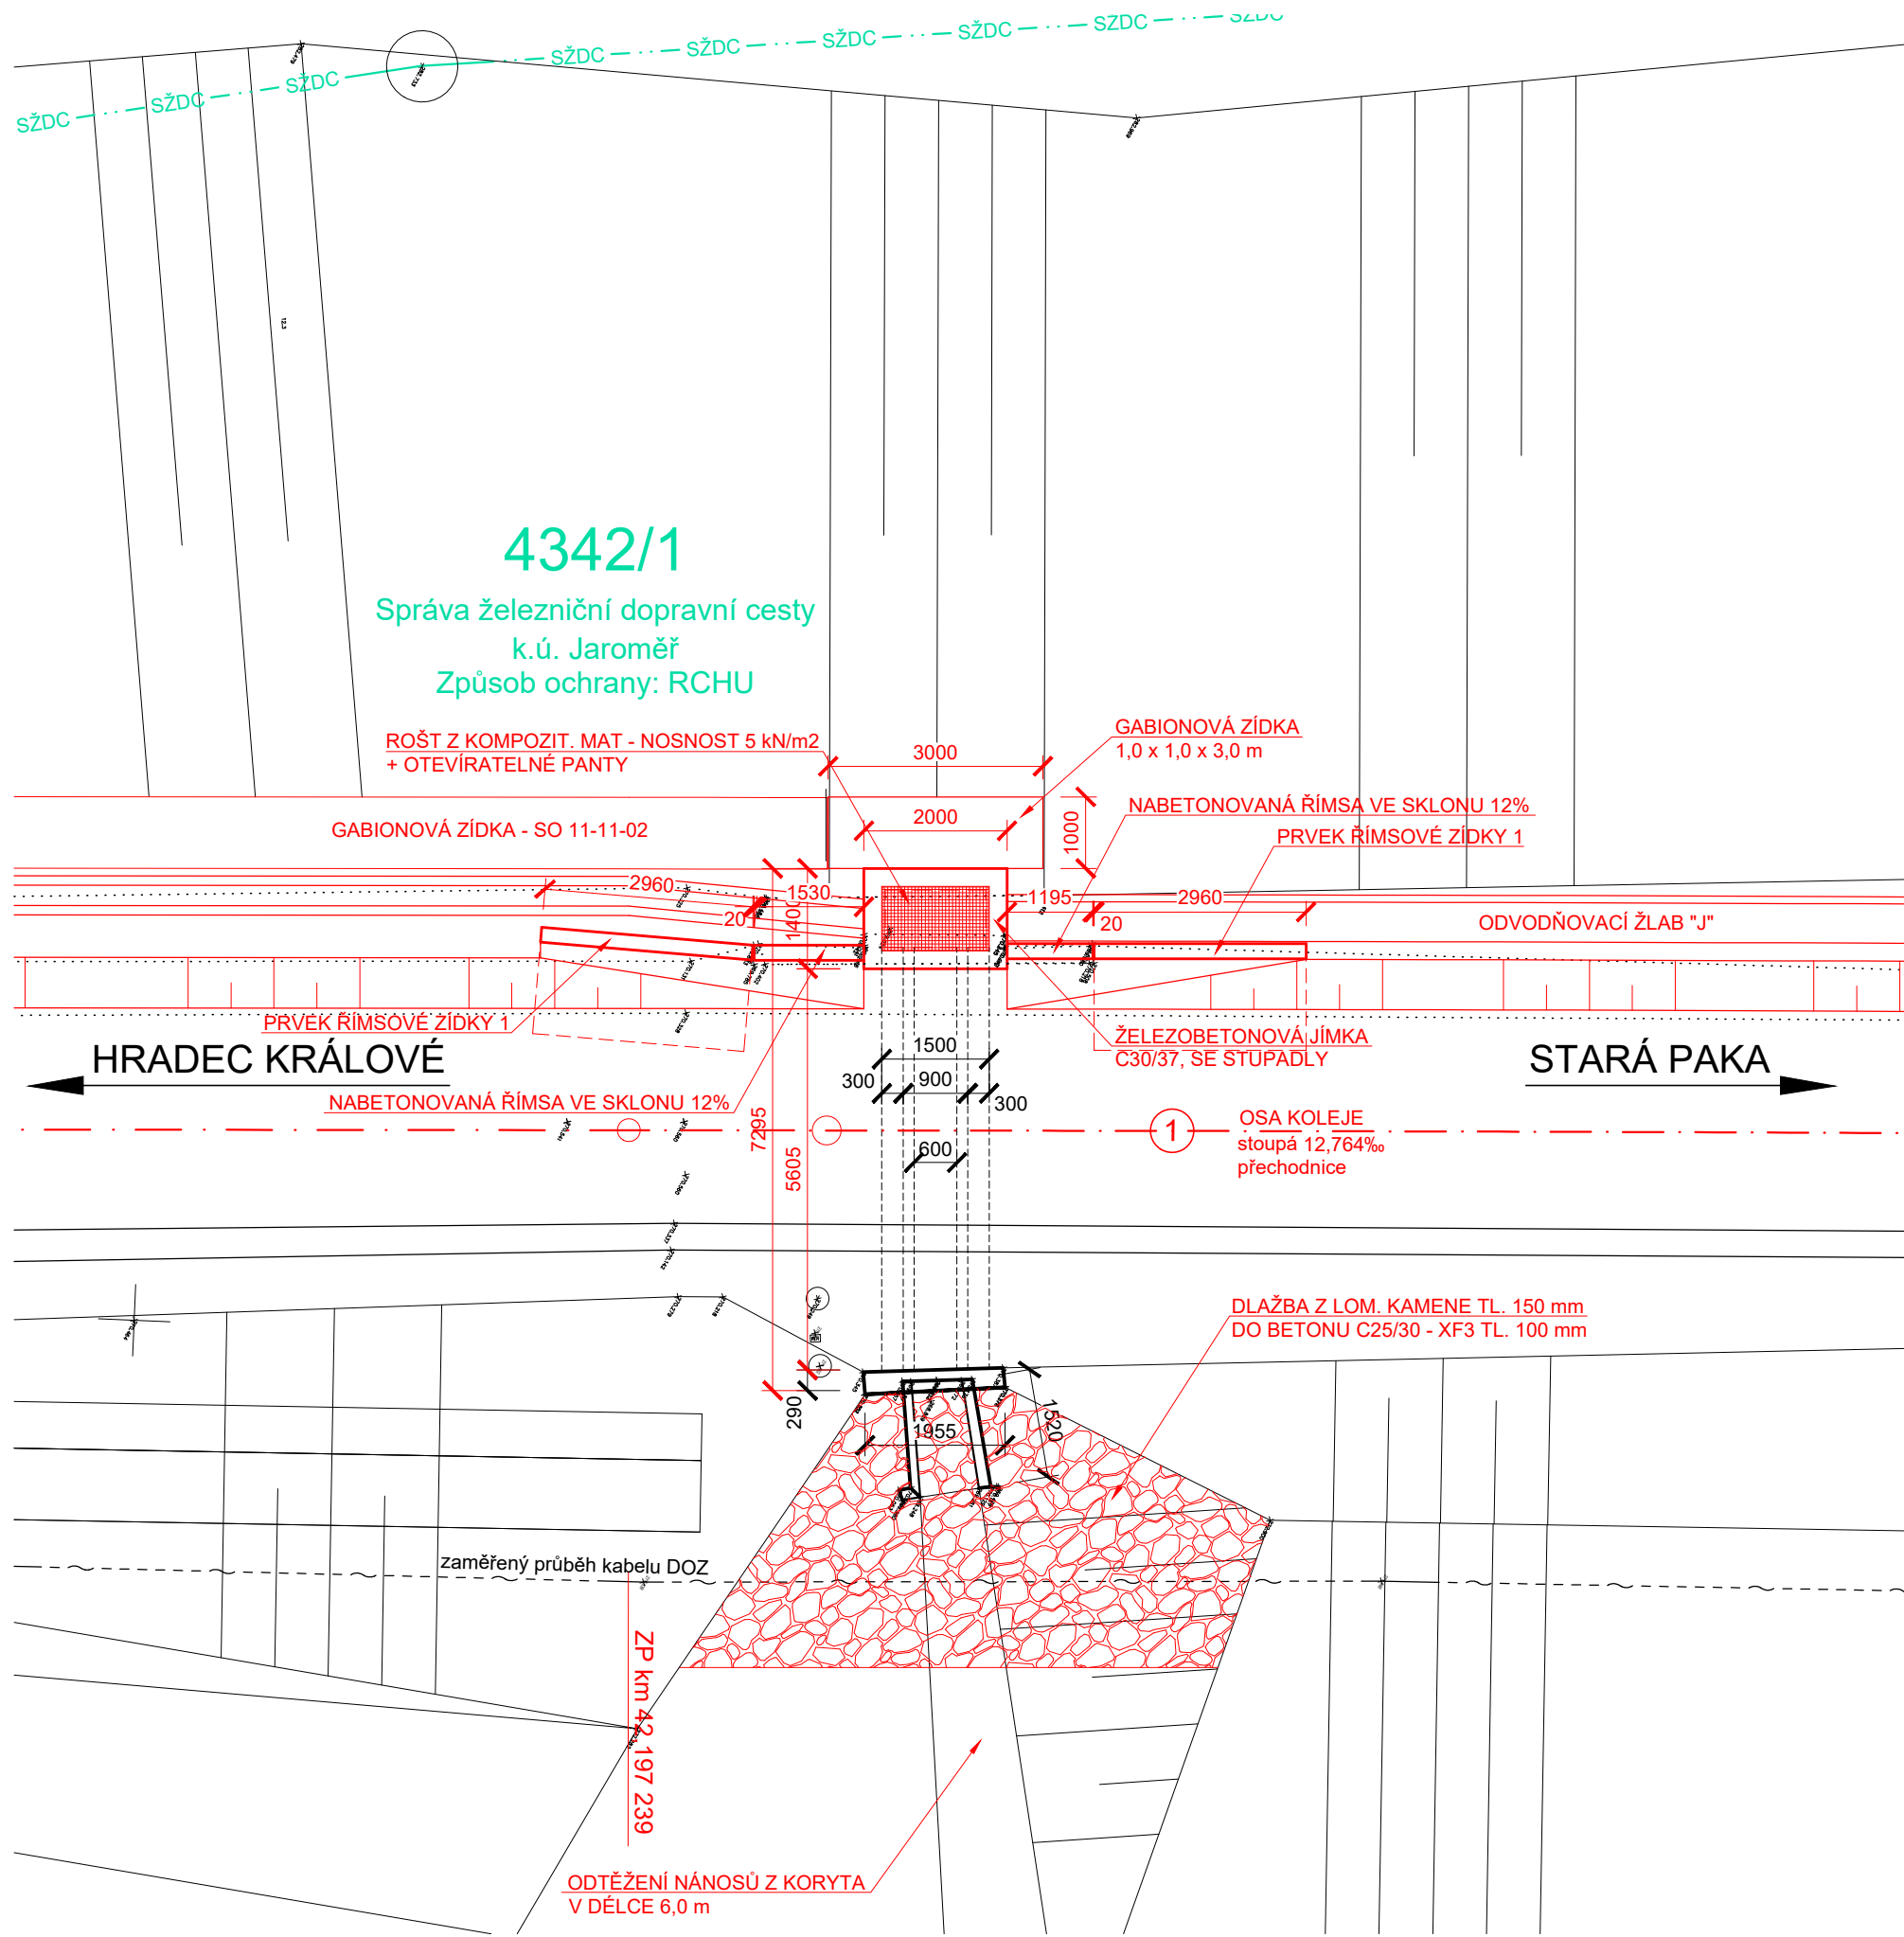 SŽDC
SŽDC
SŽDC
SŽDC
SŽDC
SŽDC
SŽDC
SŽDC
SŽDC
4342/1
Správa železniční dopravní cesty
k.ú. Jaroměř
Způsob ochrany: RCHU
ROŠT Z KOMPOZIT. MAT - NOSNOST 5 kN/m2
+ OTEVÍRATELNÉ PANTY
3000
GABIONOVÁ ZÍDKA
1,0 x 1,0 x 3,0 m
GABIONOVÁ ZÍDKA - SO 11-11-02
2000
1000
NABETONOVANÁ ŘÍMSA VE SKLONU 12%
PRVEK ŘÍMSOVÉ ZÍDKY 1
2960
1530
1400
20
1195
2960
20
ODVODŇOVACÍ ŽLAB "J"
PRVEK ŘÍMSOVÉ ZÍDKY 1
ŽELEZOBETONOVÁ JÍMKA
C30/37, SE STUPADLY
HRADEC KRÁLOVÉ
STARÁ PAKA
1500
300
900
300
NABETONOVANÁ ŘÍMSA VE SKLONU 12%
7295
5605
600
1
OSA KOLEJE
stoupá 12,764‰
přechodnice
DLAŽBA Z LOM. KAMENE TL. 150 mm
DO BETONU C25/30 - XF3 TL. 100 mm
290
1955
1520
zaměřený průběh kabelu DOZ
ZP km 42,197 239
ODTĚŽENÍ NÁNOSŮ Z KORYTA
V DÉLCE 6,0 m